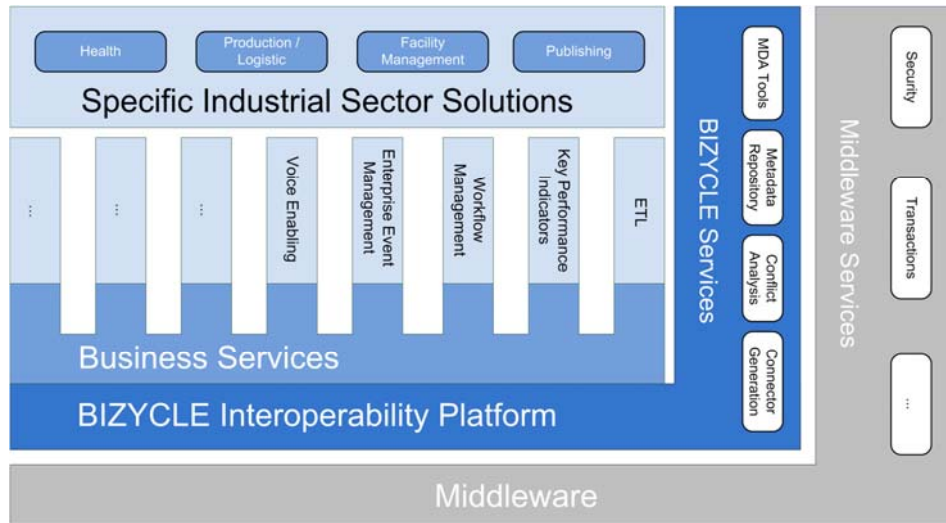 Health
Production /
Logistic
Facility
Management
Publishing
Specific Industrial Sector Solutions
...
...
...
Voice Enabling
Enterprise Event
Management
Workflow
Management
Key Performance
Indicators
ETL
Business Services
BIZYCLE Interoperability Platform
BIZYCLE Services
MDA Tools
Metadata
Repository
Conflict
Analysis
Connector
Generation
Middleware Services
Security
Transactions
...
Middleware